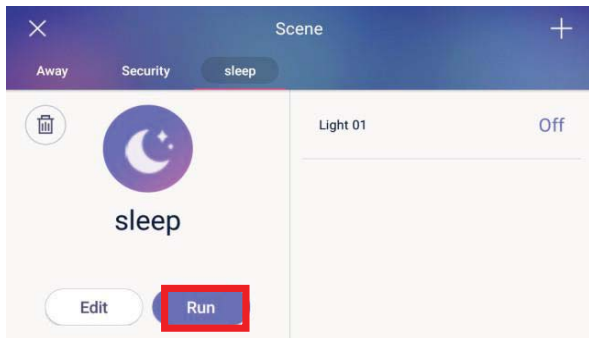 Scene
Away Security sleep
Light 01 Off
sleep
Edit Run